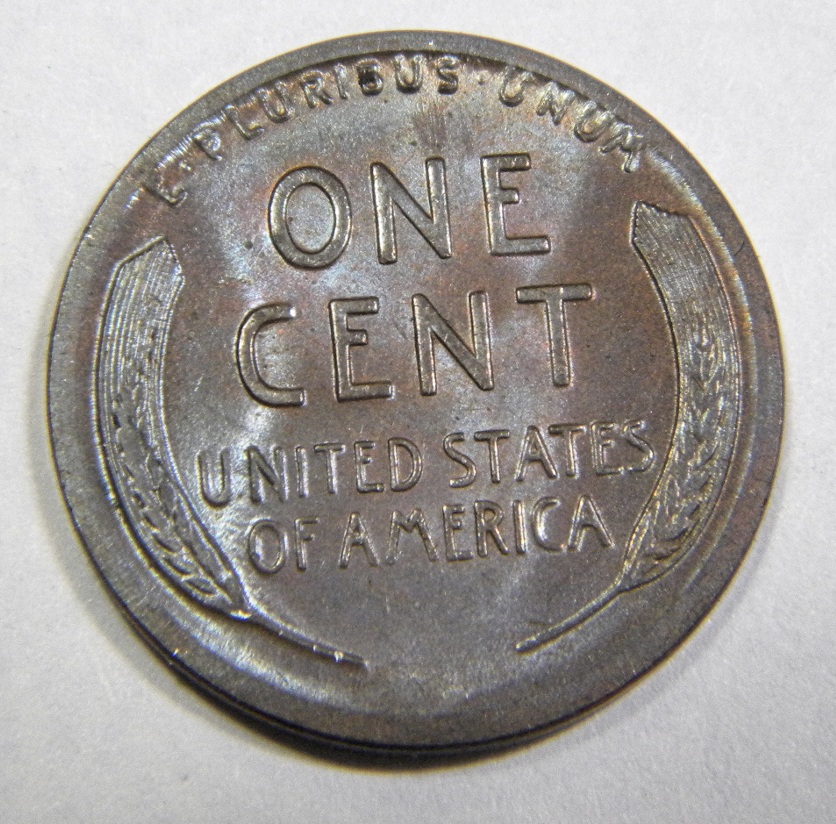 E·PLURIBUS·UNUM
ONE
CENT
UNITED STATES
OF AMERICA